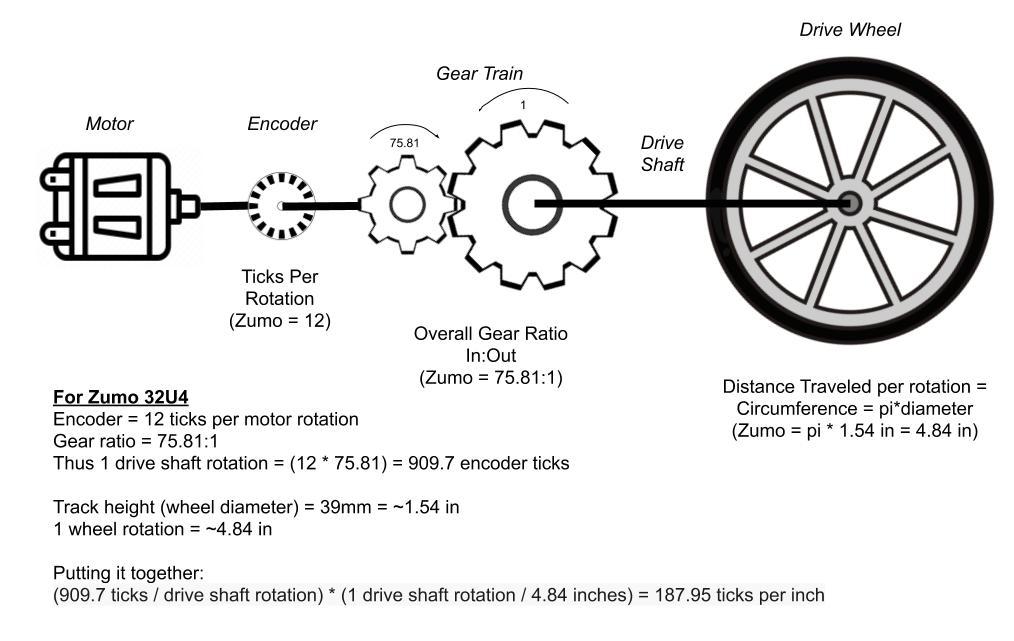 Drive Wheel
Gear Train
1
Motor
Encoder
75.81
Drive
Shaft
Ticks Per
Rotation
(Zumo = 12)
Overall Gear Ratio
In:Out
(Zumo = 75.81:1)
Distance Traveled per rotation =
Circumference = pi*diameter
(Zumo = pi * 1.54 in = 4.84 in)
For Zumo 32U4
Encoder = 12 ticks per motor rotation
Gear ratio = 75.81:1
Thus 1 drive shaft rotation = (12 * 75.81) = 909.7 encoder ticks
Track height (wheel diameter) = 39mm = ~1.54 in
1 wheel rotation = ~4.84 in
Putting it together:
(909.7 ticks / drive shaft rotation) * (1 drive shaft rotation / 4.84 inches) = 187.95 ticks per inch